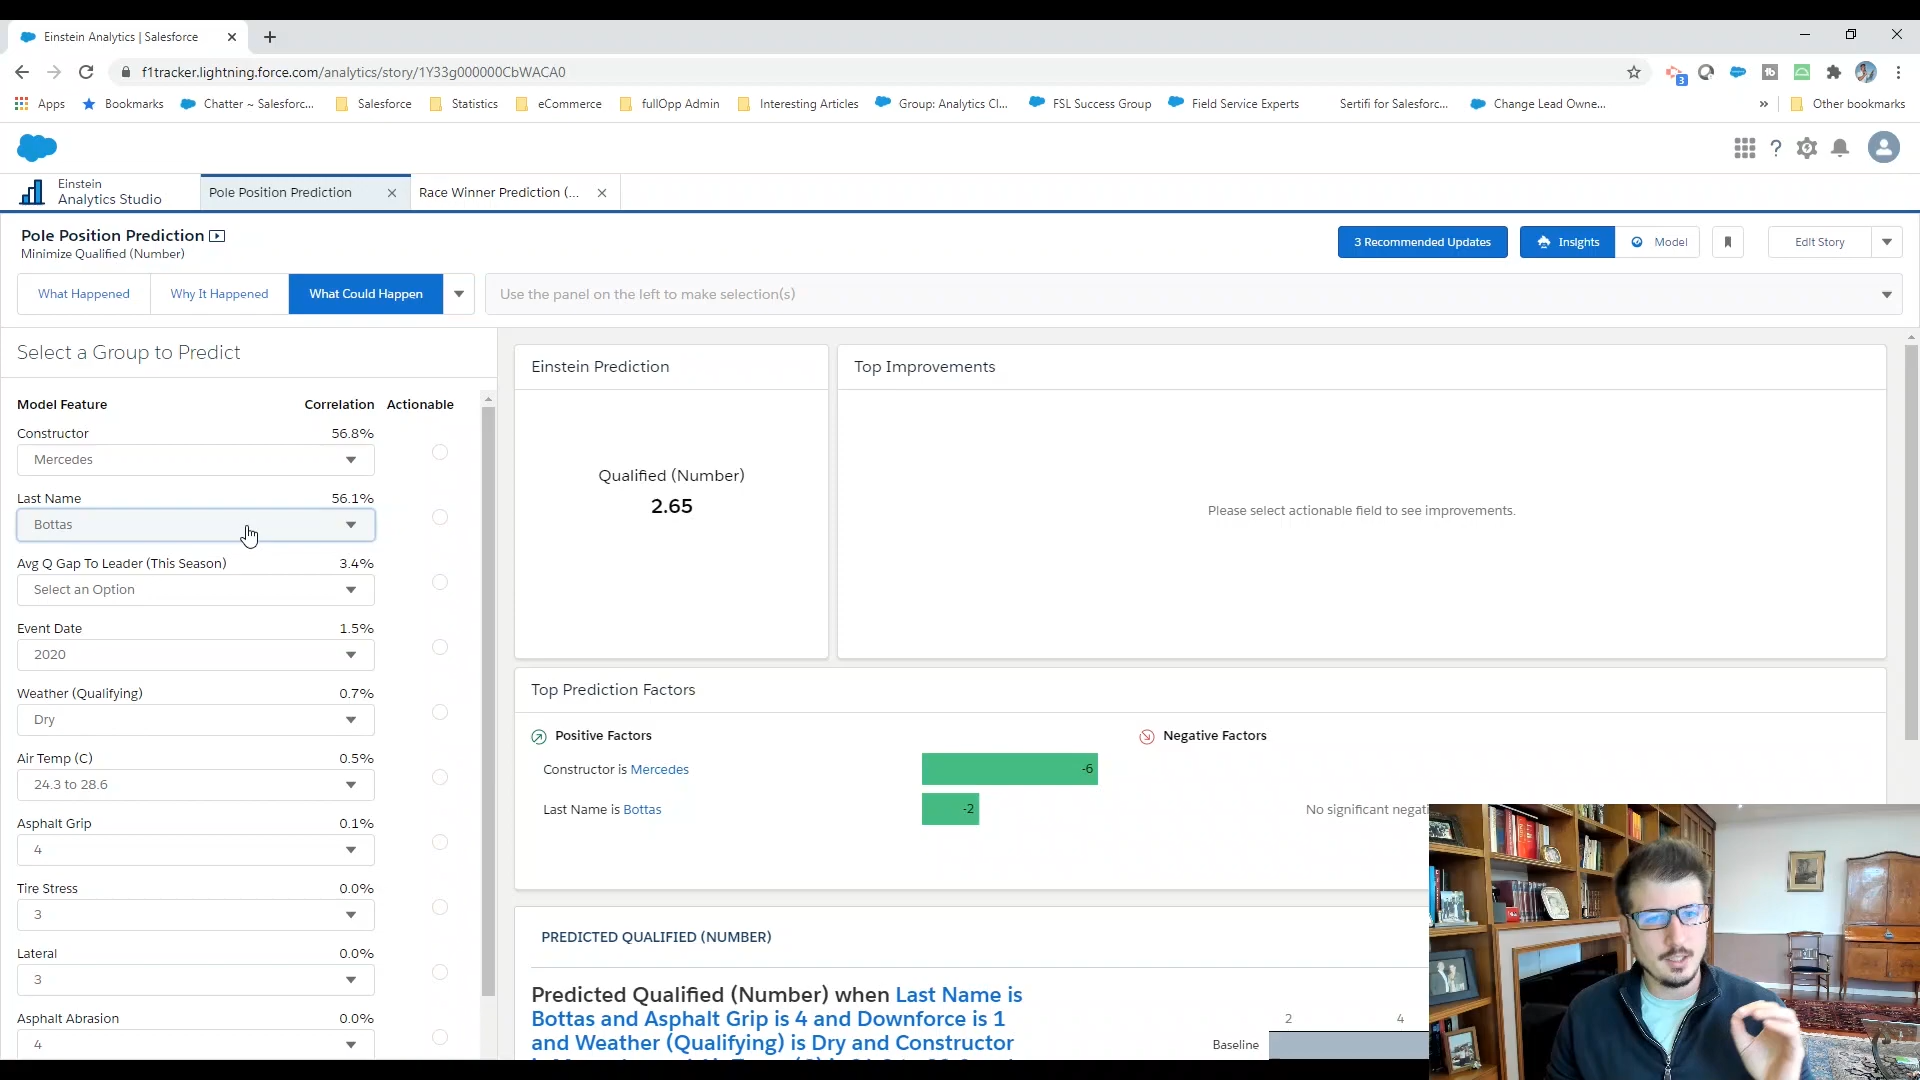 Einstein Analytics | Salesforce
f1tracker.lightning.force.com/analytics/story/1Y33g000000CbWACA0
3
Apps
Bookmarks
Chatter ~ Salesforc...
Salesforce
Statistics
eCommerce
fullOpp Admin
Interesting Articles
Group: Analytics Cl...
FSL Success Group
Field Service Experts
Sertifi for Salesforc...
Change Lead Owne...
»
Other bookmarks
Einstein
Analytics Studio
Pole Position Prediction
Race Winner Prediction (...
Pole Position Prediction
Minimize Qualified (Number)
3 Recommended Updates
Insights
Model
Edit Story
What Happened
Why It Happened
What Could Happen
Use the panel on the left to make selection(s)
Select a Group to Predict
Model Feature Correlation Actionable
Constructor 56.8%
Mercedes
Last Name 56.1%
Bottas
Avg Q Gap To Leader (This Season) 3.4%
Select an Option
Event Date 1.5%
2020
Weather (Qualifying) 0.7%
Dry
Air Temp (C) 0.5%
24.3 to 28.6
Asphalt Grip 0.1%
4
Tire Stress 0.0%
3
Lateral 0.0%
3
Asphalt Abrasion 0.0%
4
Einstein Prediction
Qualified (Number)
2.65
Top Improvements
Please select actionable field to see improvements.
Top Prediction Factors
Positive Factors
Constructor is Mercedes -6
Last Name is Bottas -2
Negative Factors
No significant negati
PREDICTED QUALIFIED (NUMBER)
Predicted Qualified (Number) when Last Name is
Bottas and Asphalt Grip is 4 and Downforce is 1
and Weather (Qualifying) is Dry and Constructor
2 4
Baseline